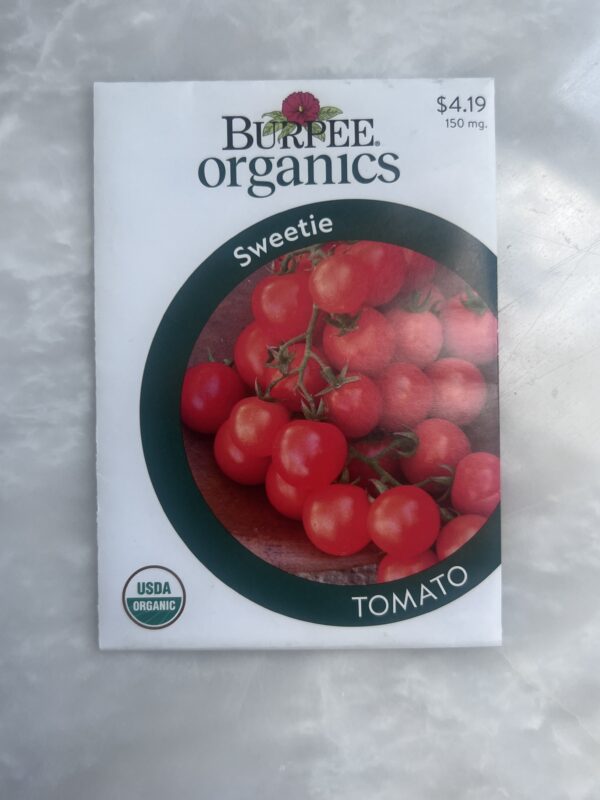 $4.19
150 mg.
BURPEE®
organics
Sweetie
TOMATO
USDA
ORGANIC